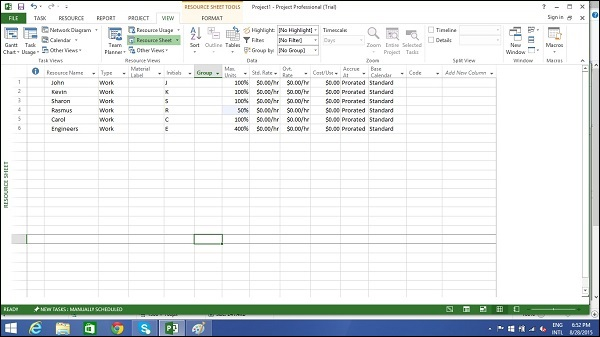 RESOURCE SHEET TOOLS Project1 - Project Professional (Trial)
FILE TASK RESOURCE REPORT PROJECT VIEW FORMAT Sign in
Gantt Chart Task Usage Network Diagram Calendar Other Views Team Planner Resource Usage Resource Sheet Other Views Sort Outline Tables Highlight: [No Highlight] Filter: [No Filter] Group by: [No Group] Timescale: Days Zoom Entire Project Selected Tasks Timeline Details New Window Macros
Task Views Resource Views Data Zoom Split View Window Macros
Resource Name Type Material Label Initials Group Max. Units Std. Rate Ovt. Rate Cost/Use Accrue At Base Calendar Code Add New Column
1 John Work J 100% $0.00/hr $0.00/hr $0.00 Prorated Standard
2 Kevin Work K 100% $0.00/hr $0.00/hr $0.00 Prorated Standard
3 Sharon Work S 100% $0.00/hr $0.00/hr $0.00 Prorated Standard
4 Rasmus Work R 50% $0.00/hr $0.00/hr $0.00 Prorated Standard
5 Carol Work C 100% $0.00/hr $0.00/hr $0.00 Prorated Standard
6 Engineers Work E 400% $0.00/hr $0.00/hr $0.00 Prorated Standard
RESOURCE SHEET
READY NEW TASKS : MANUALLY SCHEDULED
ENG 6:52 PM
INTL 8/28/2015